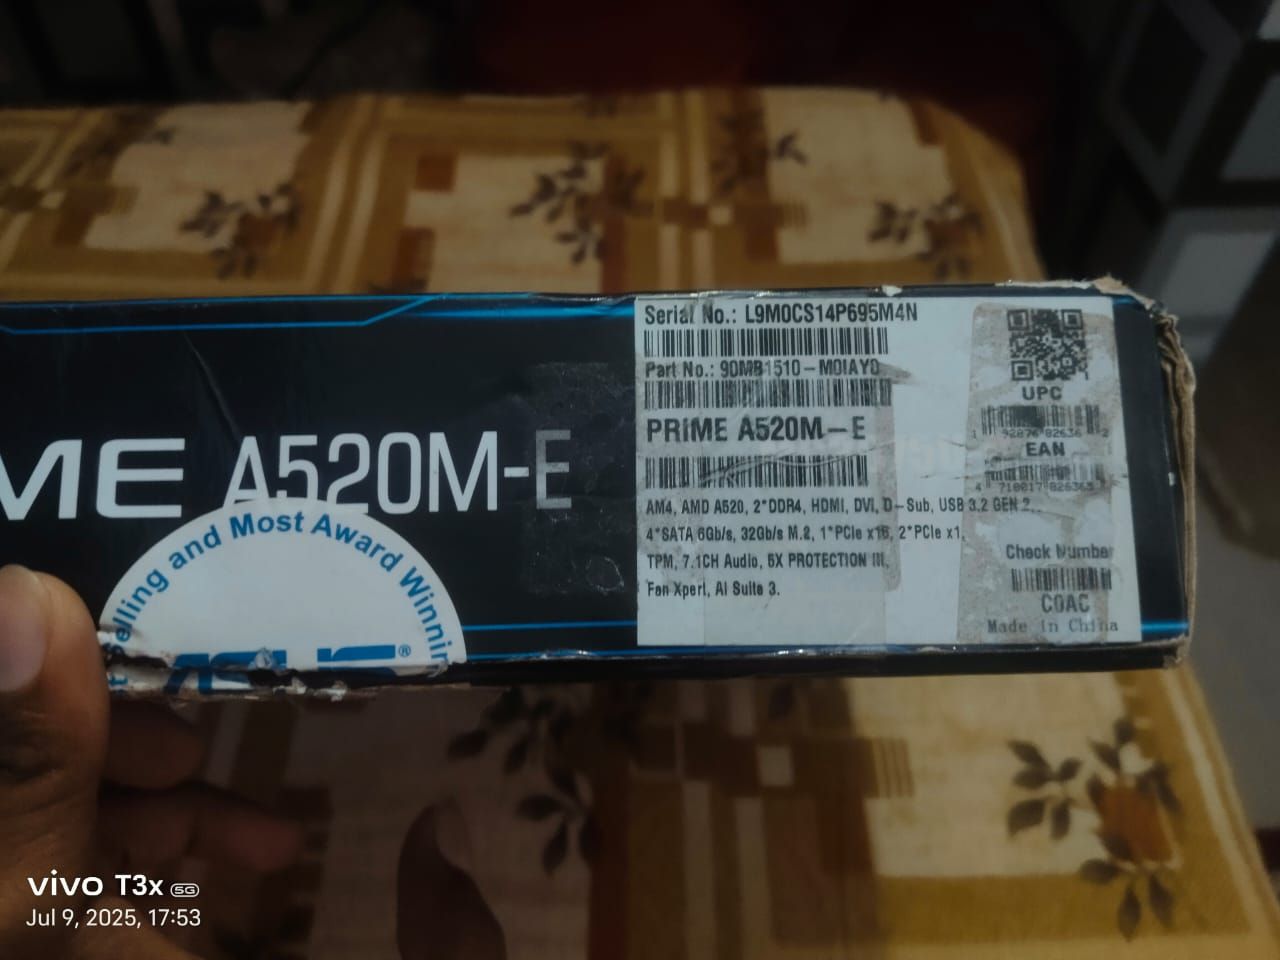 ME A520M-E
elling and Most Award Winni
ASUS®
Serial No.: L9M0CS14P695M4N
Part No.: 90MB1510-M0IAY0
PRIME A520M-E
AM4, AMD A520, 2*DDR4, HDMI, DVI, D-Sub, USB 3.2 GEN 2,
4*SATA 6Gb/s, 32Gb/s M.2, 1*PCIe x16, 2*PCIe x1,
TPM, 7.1CH Audio, 5X PROTECTION III,
Fan Xpert, AI Suite 3.
UPC
EAN
Check Number
C0AC
Made in China
vivo T3x 5G
Jul 9, 2025, 17:53